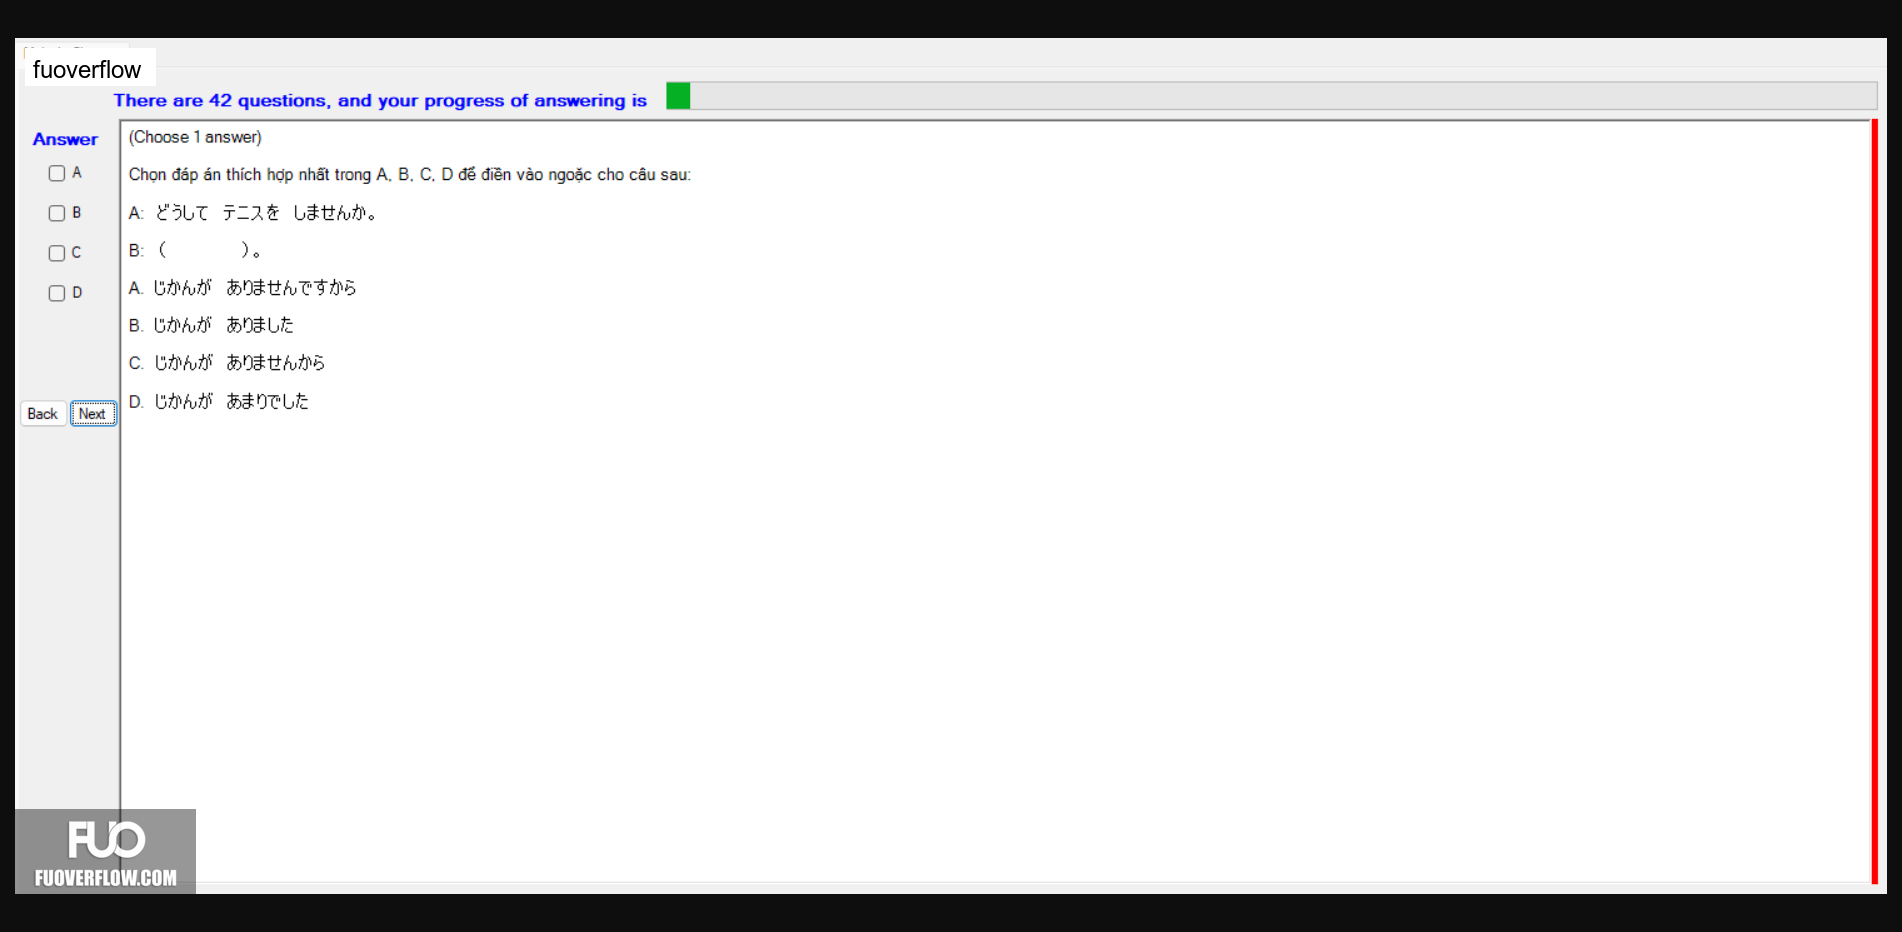 fuoverflow
There are 42 questions, and your progress of answering is
Answer
(Choose 1 answer)
A
Chọn đáp án thích hợp nhất trong A, B, C, D để điền vào ngoặc cho câu sau:
B
A: どうして テニスを しませんか。
C
B: ( )。
D
A. じかんが ありませんですから
B. じかんが ありました
C. じかんが ありませんから
D. じかんが あまりでした
Back Next
FUO
FUOVERFLOW.COM